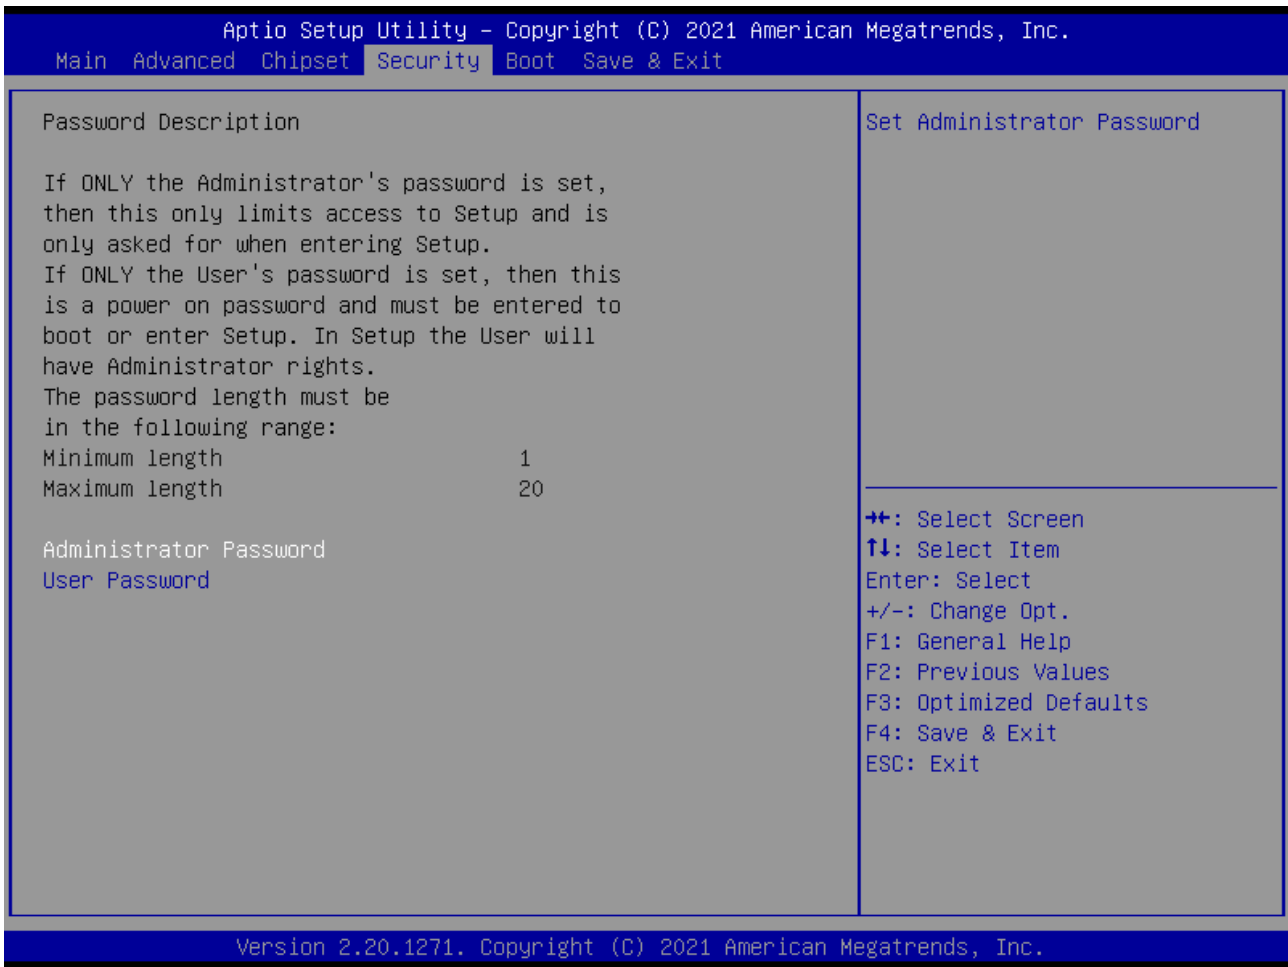 Aptio Setup Utility – Copyright (C) 2021 American Megatrends, Inc.
Main Advanced Chipset Security Boot Save & Exit
Password Description
If ONLY the Administrator's password is set,
then this only limits access to Setup and is
only asked for when entering Setup.
If ONLY the User's password is set, then this
is a power on password and must be entered to
boot or enter Setup. In Setup the User will
have Administrator rights.
The password length must be
in the following range:
Minimum length 1
Maximum length 20
Administrator Password
User Password
Set Administrator Password
→←: Select Screen
↑↓: Select Item
Enter: Select
+/-: Change Opt.
F1: General Help
F2: Previous Values
F3: Optimized Defaults
F4: Save & Exit
ESC: Exit
Version 2.20.1271. Copyright (C) 2021 American Megatrends, Inc.